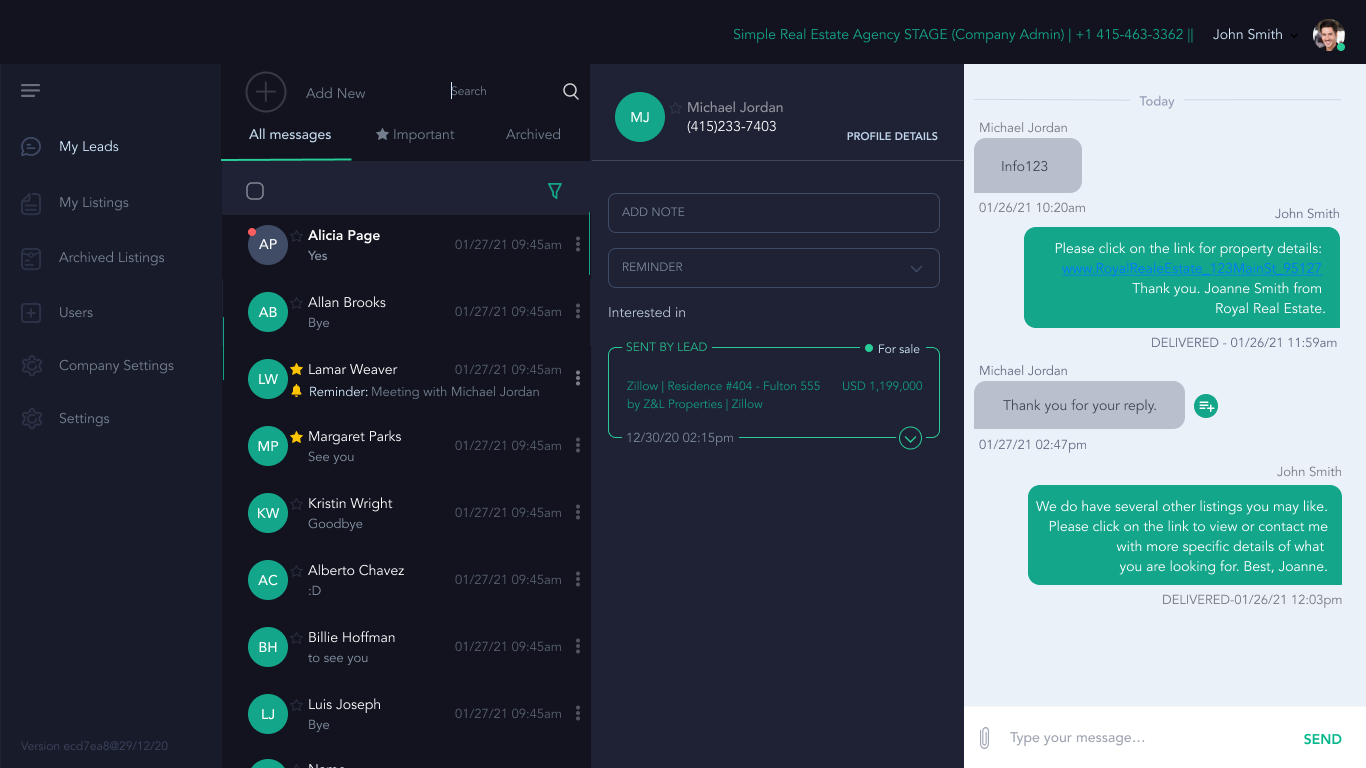 Simple Real Estate Agency STAGE (Company Admin) | +1 415-463-3362 ||
John Smith
My Leads
My Listings
Archived Listings
Users
Company Settings
Settings
Version ecd7ea8@29/12/20
Add New
Search
All messages
Important
Archived
AP
Alicia Page
01/27/21 09:45am
Yes
AB
Allan Brooks
01/27/21 09:45am
Bye
LW
Lamar Weaver
01/27/21 09:45am
Reminder: Meeting with Michael Jordan
MP
Margaret Parks
01/27/21 09:45am
See you
KW
Kristin Wright
01/27/21 09:45am
Goodbye
AC
Alberto Chavez
01/27/21 09:45am
:D
BH
Billie Hoffman
01/27/21 09:45am
to see you
LJ
Luis Joseph
01/27/21 09:45am
Bye
Name
MJ
Michael Jordan
(415)233-7403
PROFILE DETAILS
ADD NOTE
REMINDER
Interested in
SENT BY LEAD
For sale
Zillow | Residence #404 - Fulton 555
by Z&L Properties | Zillow
USD 1,199,000
12/30/20 02:15pm
Today
Michael Jordan
Info123
01/26/21 10:20am
John Smith
Please click on the link for property details:
www.RoyalRealeEstate_123MainSt_95127
Thank you. Joanne Smith from
Royal Real Estate.
DELIVERED - 01/26/21 11:59am
Michael Jordan
Thank you for your reply.
01/27/21 02:47pm
John Smith
We do have several other listings you may like.
Please click on the link to view or contact me
with more specific details of what
you are looking for. Best, Joanne.
DELIVERED-01/26/21 12:03pm
Type your message...
SEND